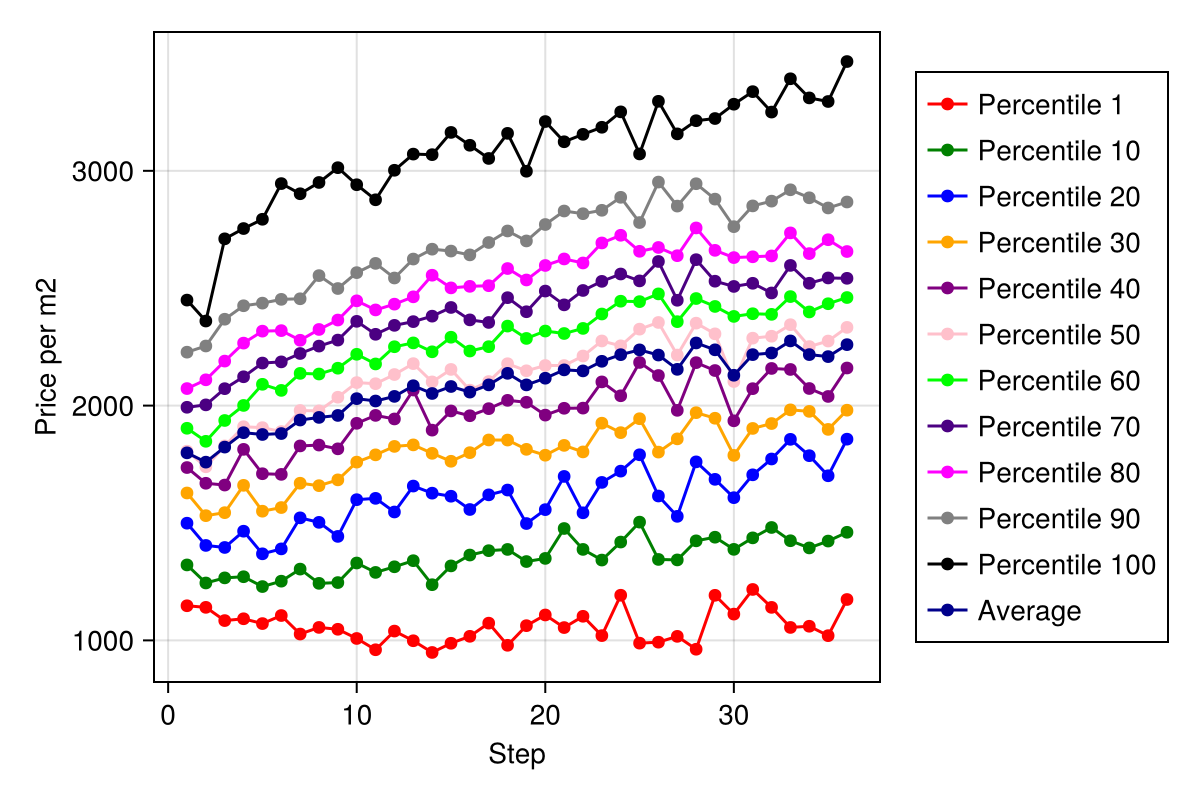 Price per m2
3000
2000
1000
0
10
20
30
Step
Percentile 1
Percentile 10
Percentile 20
Percentile 30
Percentile 40
Percentile 50
Percentile 60
Percentile 70
Percentile 80
Percentile 90
Percentile 100
Average